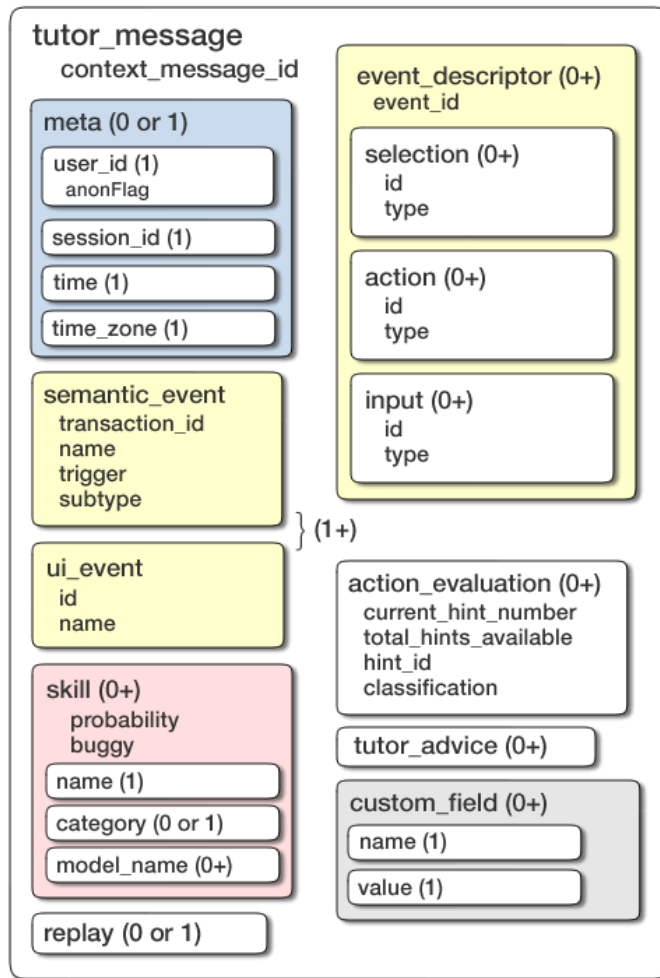 tutor_message
context_message_id
meta (0 or 1)
user_id (1)
anonFlag
session_id (1)
time (1)
time_zone (1)
semantic_event
transaction_id
name
trigger
subtype
} (1+)
ui_event
id
name
skill (0+)
probability
buggy
name (1)
category (0 or 1)
model_name (0+)
replay (0 or 1)
event_descriptor (0+)
event_id
selection (0+)
id
type
action (0+)
id
type
input (0+)
id
type
action_evaluation (0+)
current_hint_number
total_hints_available
hint_id
classification
tutor_advice (0+)
custom_field (0+)
name (1)
value (1)